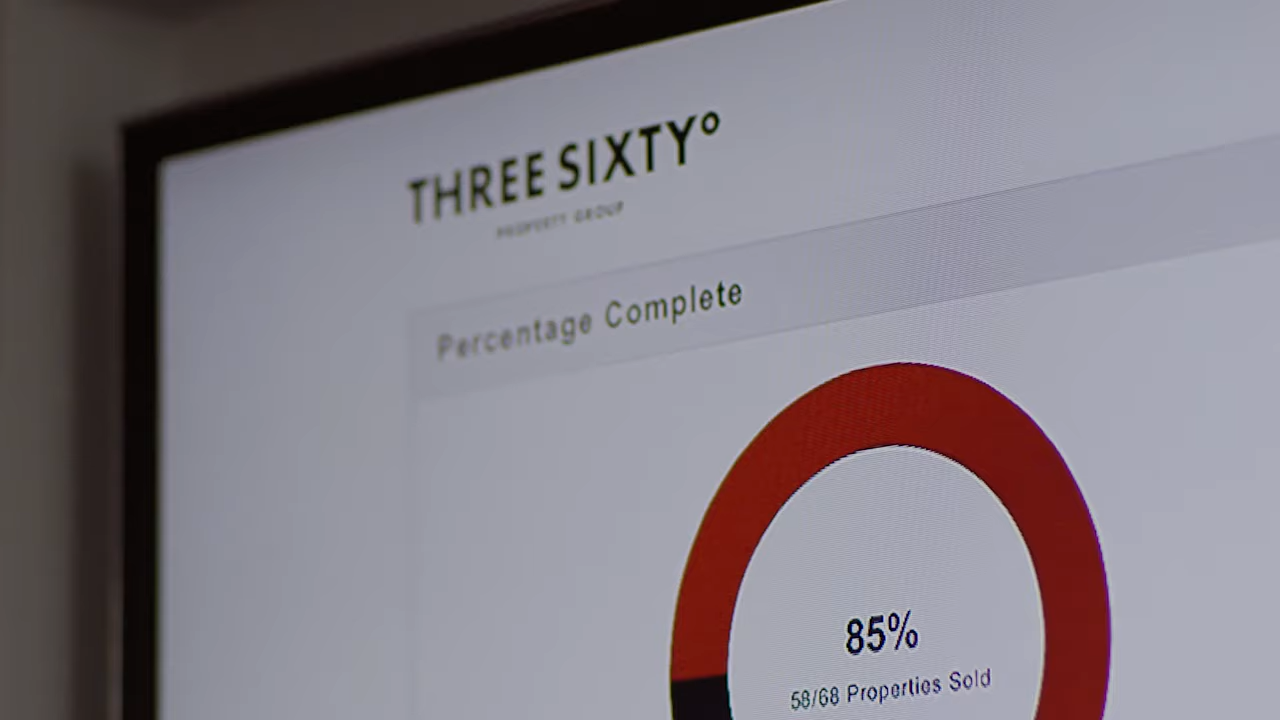 THREE SIXTY°
PROPERTY GROUP
Percentage Complete
85%
58/68 Properties Sold